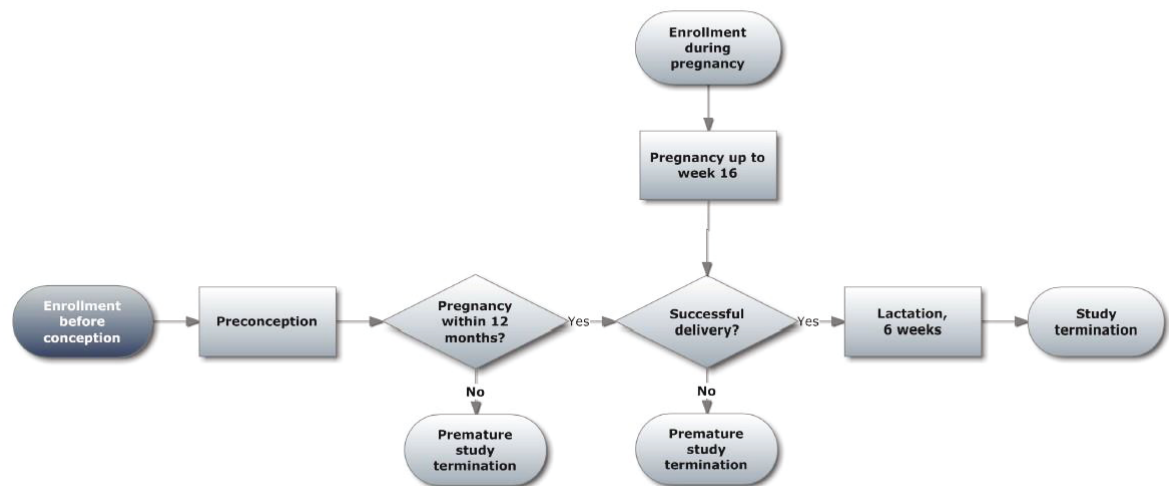 Enrollment
during
pregnancy
Pregnancy up to
week 16
Enrollment
before
conception
Preconception
Pregnancy
within 12
months?
Yes
Successful
delivery?
Yes
Lactation,
6 weeks
Study
termination
No
No
Premature
study
termination
Premature
study
termination